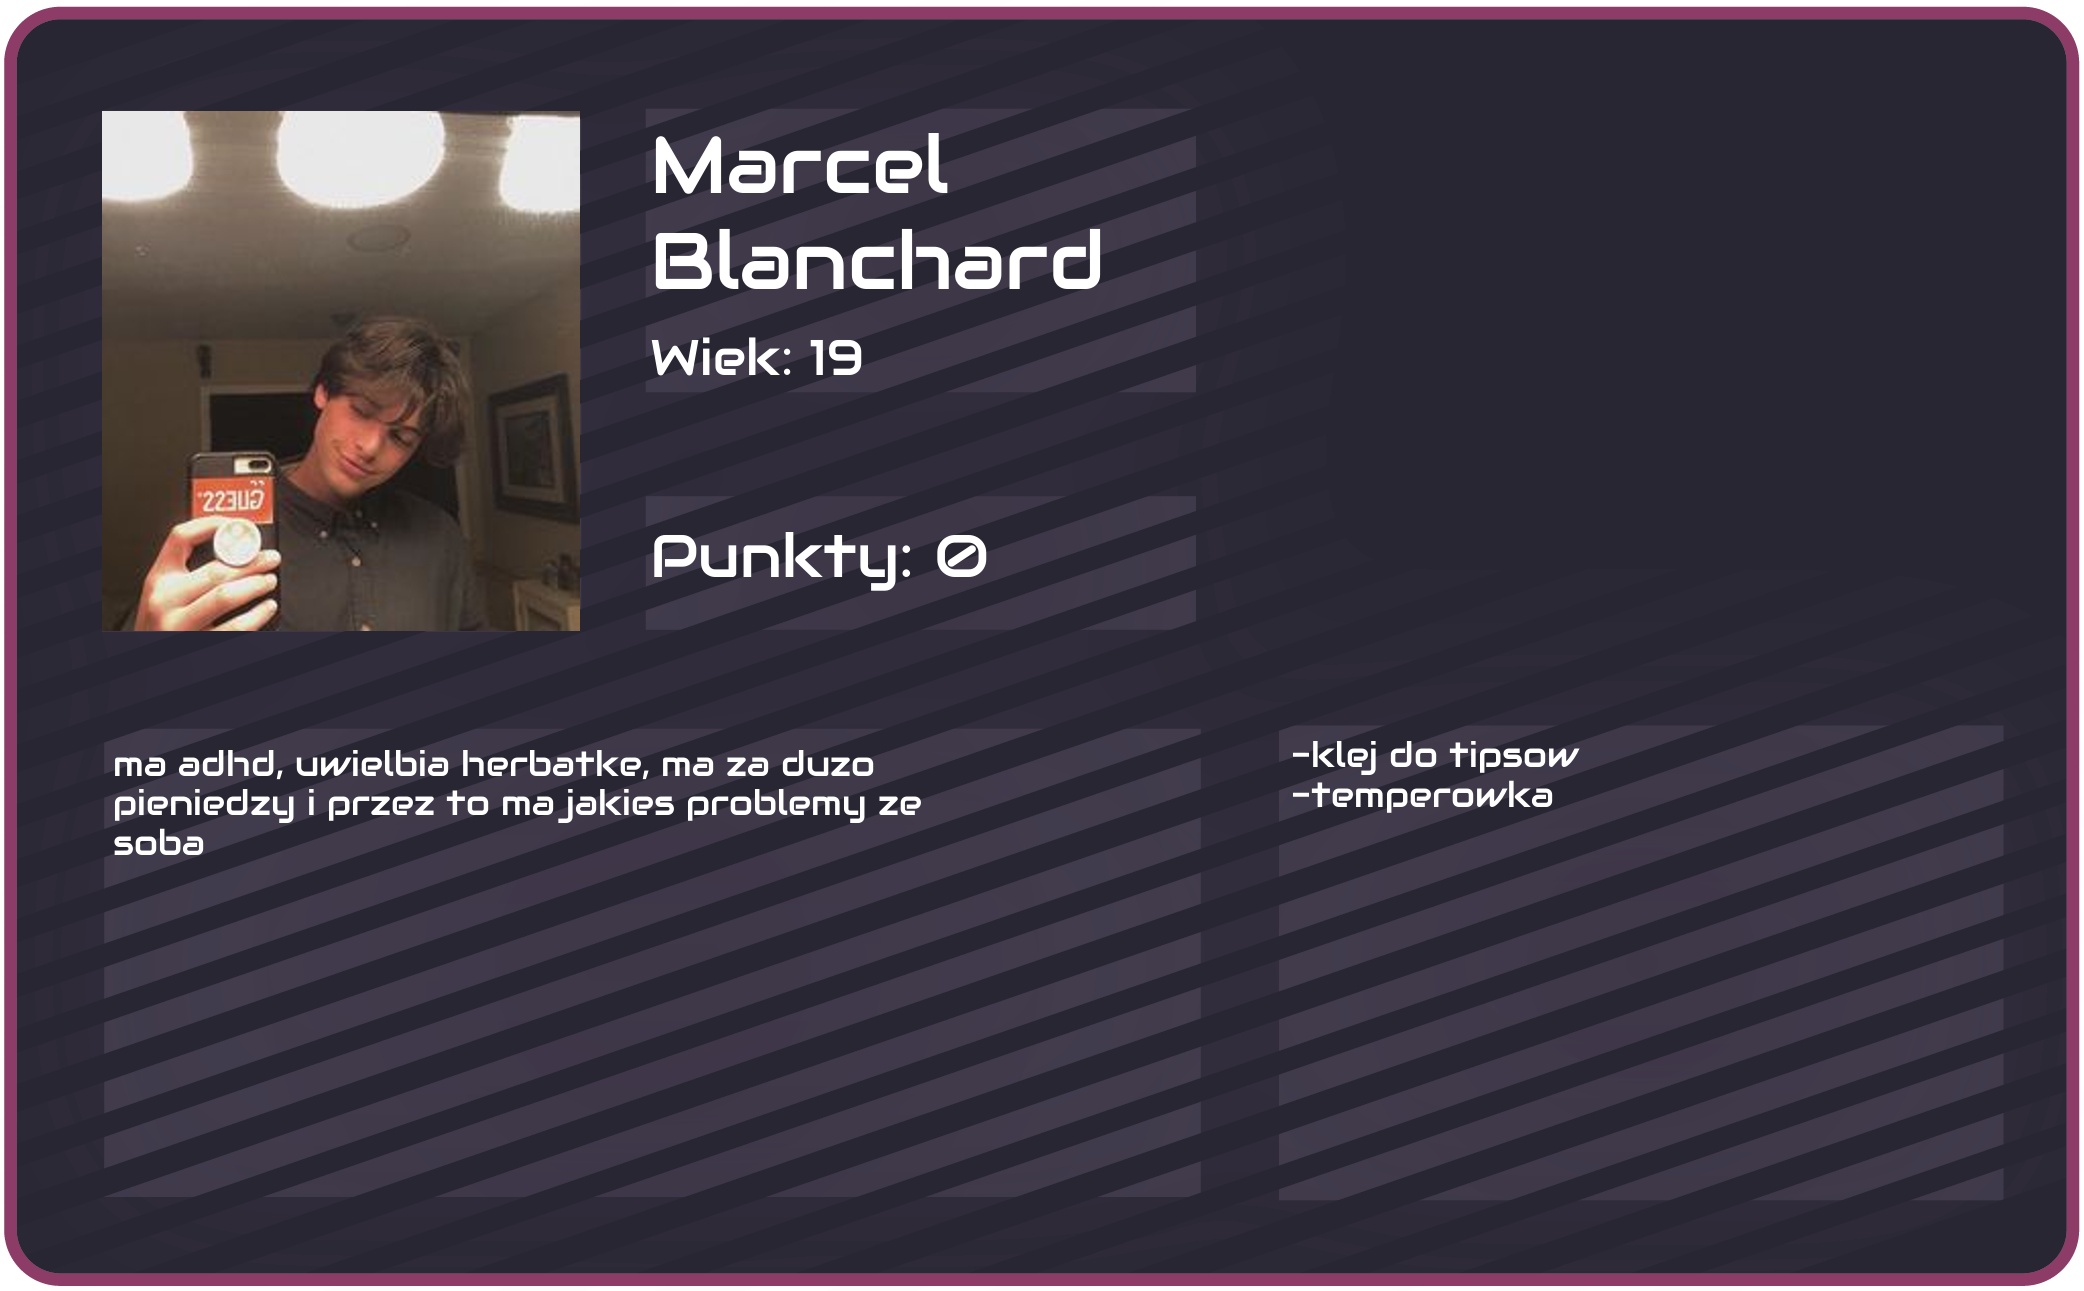 Marcel
Blanchard
Wiek: 19
GUESS.
Punkty: 0
ma adhd, uwielbia herbatke, ma za duzo
pieniedzy i przez to ma jakies problemy ze
soba
-klej do tipsow
-temperowka